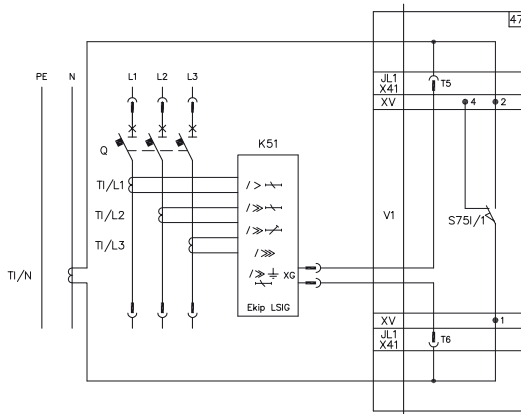 47
PE N L1 L2 L3
JL1 T5
X41
XV 4 2
Q
K51
TI/L1
/ >
TI/L2
/ ≫
V1
S75I/1
/ ≫
TI/L3
/ ⋙
TI/N
/ ≫ XG
Ekip LSIG
XV 1
JL1 T6
X41